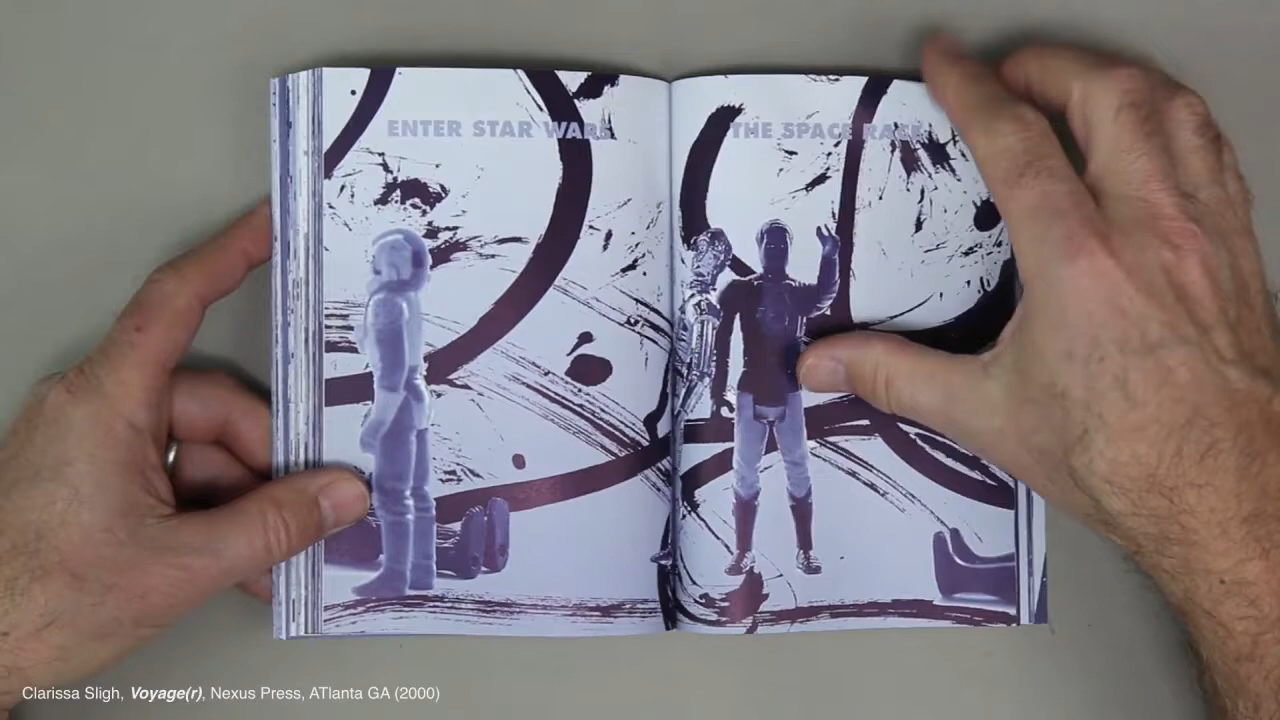 ENTER STAR WARS
THE SPACE RACE
Clarissa Sligh, Voyage(r), Nexus Press, ATlanta GA (2000)